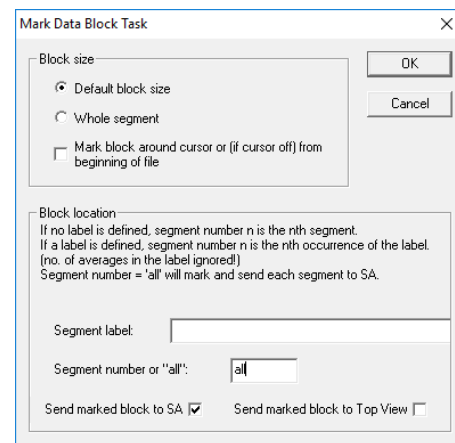 Mark Data Block Task
Block size
Default block size
Whole segment
Mark block around cursor or (if cursor off) from
beginning of file
OK
Cancel
Block location
If no label is defined, segment number n is the nth segment.
If a label is defined, segment number n is the nth occurrence of the label.
(no. of averages in the label ignored!)
Segment number = 'all' will mark and send each segment to SA.
Segment label:
Segment number or "all": all
Send marked block to SA Send marked block to Top View